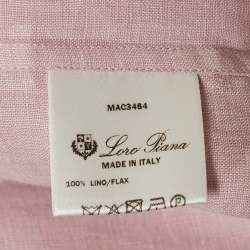 MAC3484
Loro Piana
MADE IN ITALY
100% LINO/FLAX